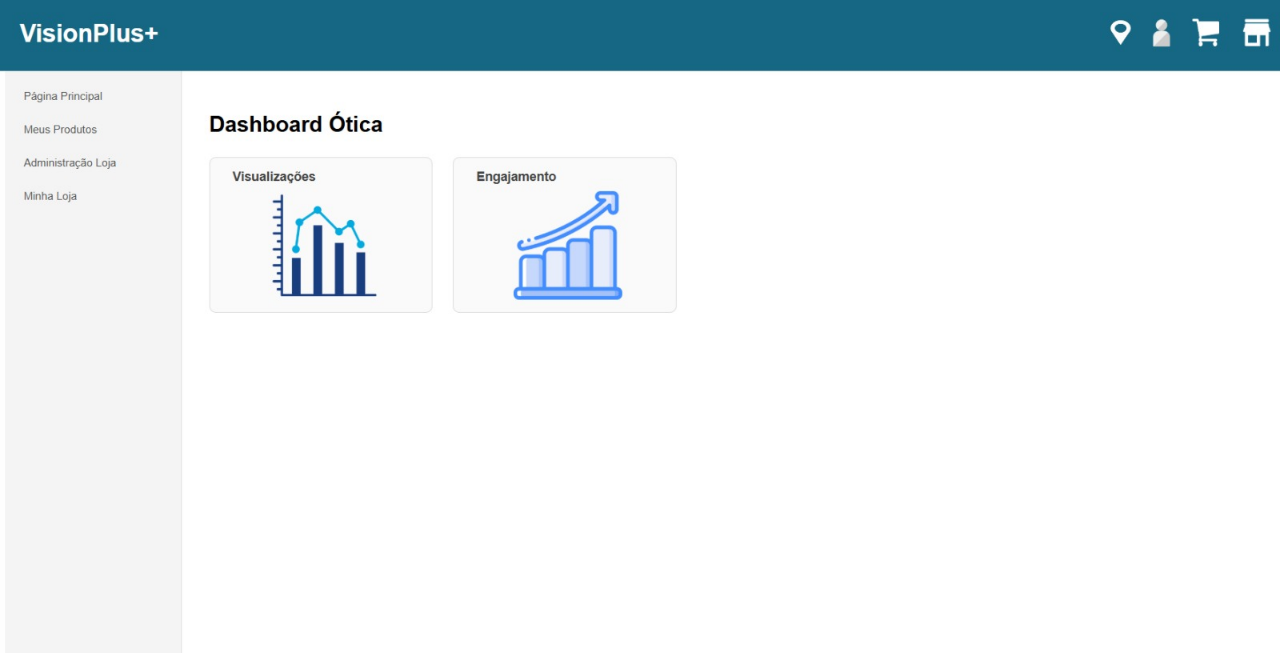 VisionPlus+
Página Principal
Meus Produtos
Administração Loja
Minha Loja
Dashboard Ótica
Visualizações
Engajamento